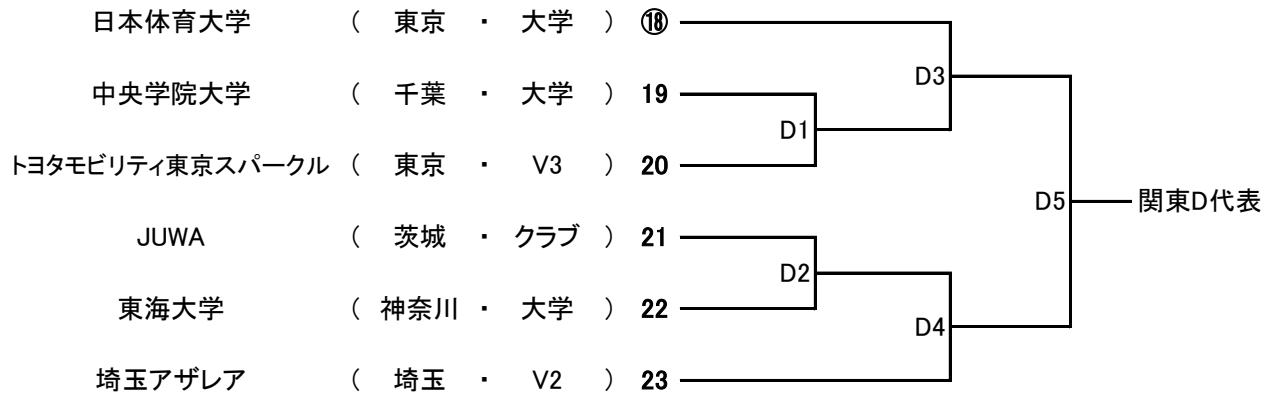 日本体育大学 ( 東京 ・ 大学 ) ⑱
D3
中央学院大学 ( 千葉 ・ 大学 ) 19
D1
トヨタモビリティ東京スパークル ( 東京 ・ V3 ) 20
D5 関東D代表
JUWA ( 茨城 ・ クラブ ) 21
D2
東海大学 ( 神奈川 ・ 大学 ) 22
D4
埼玉アザレア ( 埼玉 ・ V2 ) 23